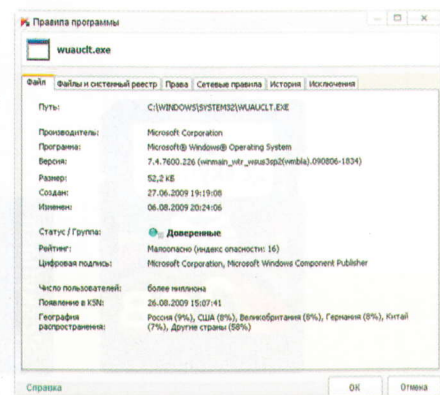 Правила программы
wuauclt.exe
Файл Файлы и системный реестр Права Сетевые правила История Исключения
Путь: C:\WINDOWS\SYSTEM32\WUAUCLT.EXE
Производитель: Microsoft Corporation
Программа: Microsoft® Windows® Operating System
Версия: 7.4.7600.226 (winmain_wtr_wsus3sp2(wmbla).090806-1834)
Размер: 52,2 КБ
Создан: 27.06.2009 19:19:08
Изменен: 06.08.2009 20:24:06
Статус / Группа: Доверенные
Рейтинг: Малоопасно (индекс опасности: 16)
Цифровая подпись: Microsoft Corporation, Microsoft Windows Component Publisher
Число пользователей: более миллиона
Появление в KSN: 26.08.2009 15:07:41
География распространения: Россия (9%), США (8%), Великобритания (8%), Германия (8%), Китай
(7%), Другие страны (58%)
Справка OK Отмена